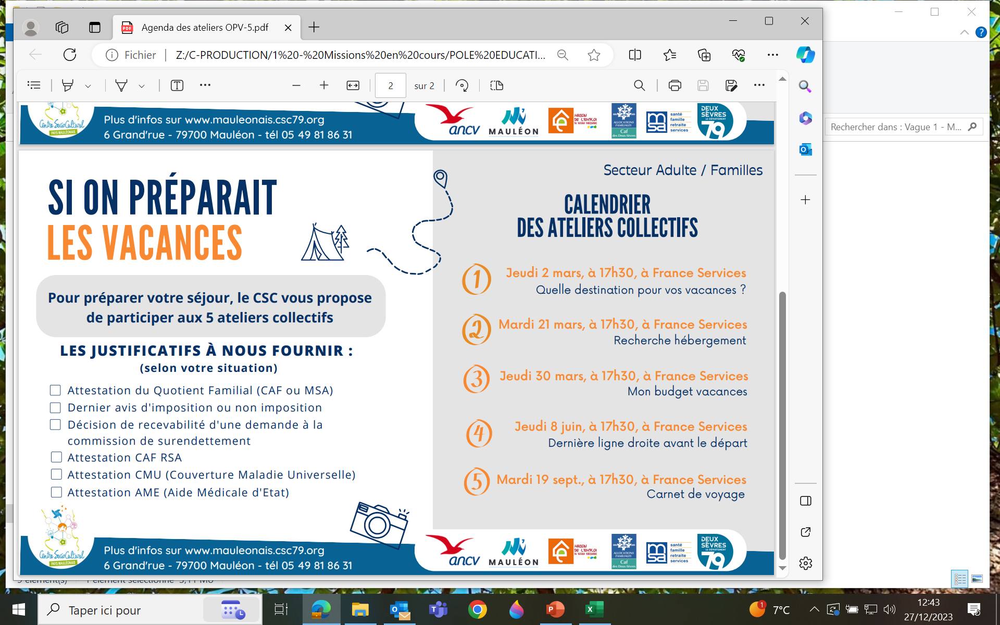 Agenda des ateliers OPV-5.pdf
Fichier
Z:/C-PRODUCTION/1%20-%20Missions%20en%20cours/POLE%20EDUCATI...
2 sur 2
Rechercher dans : Vague 1 - M...
Centre SocioCulturel
PAYS MAULÉONAIS
Plus d'infos sur www.mauleonais.csc79.org
6 Grand'rue - 79700 Mauléon - tél 05 49 81 86 31
ancv
MAULÉON
MAISON
DE L'EMPLOI
ALLOCATIONS
FAMILIALES
Caf
des Deux-Sèvres
msa
santé
famille
retraite
services
DEUX
SÈVRES
LE DÉPARTEMENT
79
SI ON PRÉPARAIT
LES VACANCES
Pour préparer votre séjour, le CSC vous propose
de participer aux 5 ateliers collectifs
LES JUSTIFICATIFS À NOUS FOURNIR :
(selon votre situation)
Attestation du Quotient Familial (CAF ou MSA)
Dernier avis d'imposition ou non imposition
Décision de recevabilité d'une demande à la
commission de surendettement
Attestation CAF RSA
Attestation CMU (Couverture Maladie Universelle)
Attestation AME (Aide Médicale d'Etat)
Secteur Adulte / Familles
CALENDRIER
DES ATELIERS COLLECTIFS
1 Jeudi 2 mars, à 17h30, à France Services
Quelle destination pour vos vacances ?
2 Mardi 21 mars, à 17h30, à France Services
Recherche hébergement
3 Jeudi 30 mars, à 17h30, à France Services
Mon budget vacances
4 Jeudi 8 juin, à 17h30, à France Services
Dernière ligne droite avant le départ
5 Mardi 19 sept., à 17h30, à France Services
Carnet de voyage
Centre SocioCulturel
PAYS MAULÉONAIS
Plus d'infos sur www.mauleonais.csc79.org
6 Grand'rue - 79700 Mauléon - tél 05 49 81 86 31
ancv
MAULÉON
MAISON
DE L'EMPLOI
ALLOCATIONS
FAMILIALES
Caf
des Deux-Sèvres
msa
santé
famille
retraite
services
DEUX
SÈVRES
LE DÉPARTEMENT
79
Taper ici pour
1
7°C
12:43
27/12/2023